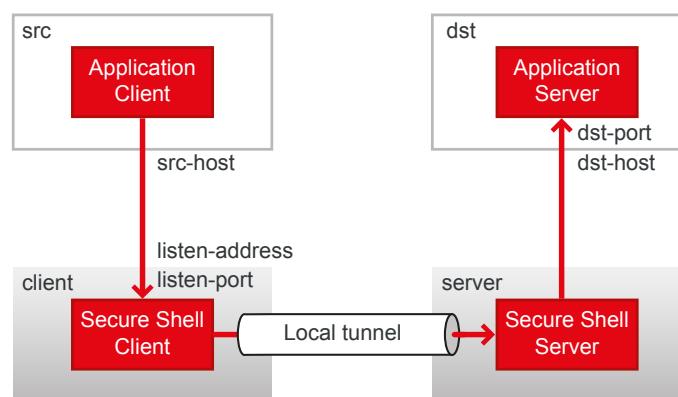 src
Application
Client
src-host
dst
Application
Server
dst-port
dst-host
listen-address
listen-port
client
Secure Shell
Client
Local tunnel
server
Secure Shell
Server